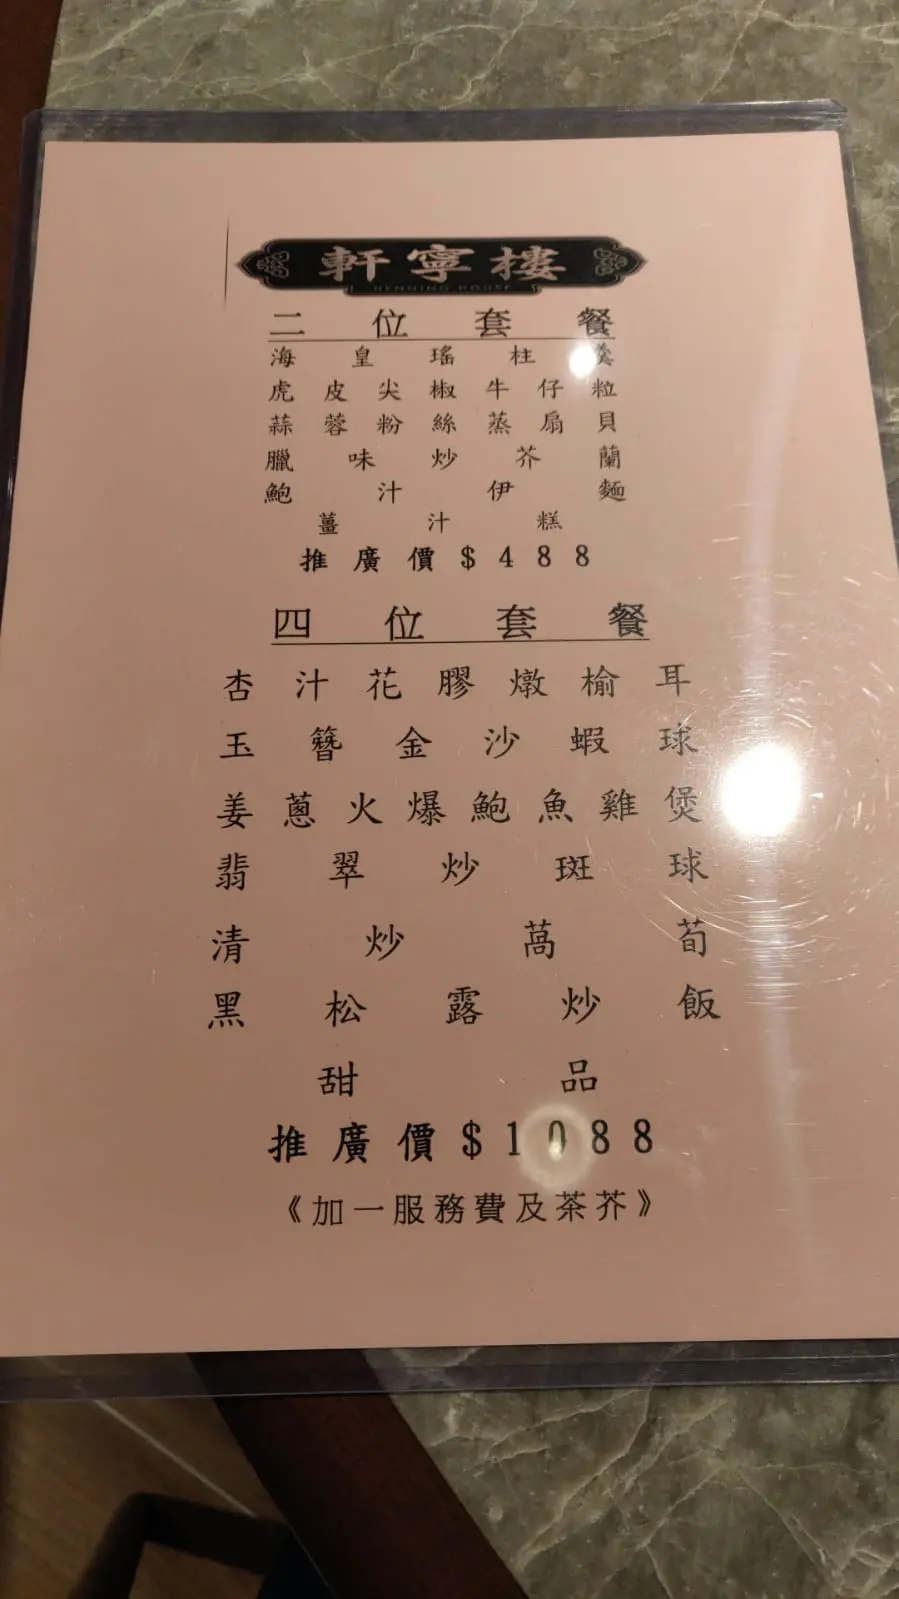 軒寧樓
HENNING HOUSE
二位套餐
海皇瑤柱羹
虎皮尖椒牛仔粒
蒜蓉粉絲蒸扇貝
臘味炒芥蘭
鮑汁伊麵
薑汁糕
推廣價$488
四位套餐
杏汁花膠燉榆耳
玉簪金沙蝦球
姜蔥火爆鮑魚雞煲
翡翠炒斑球
清炒萵荀
黑松露炒飯
甜品
推廣價$1088
《加一服務費及茶芥》